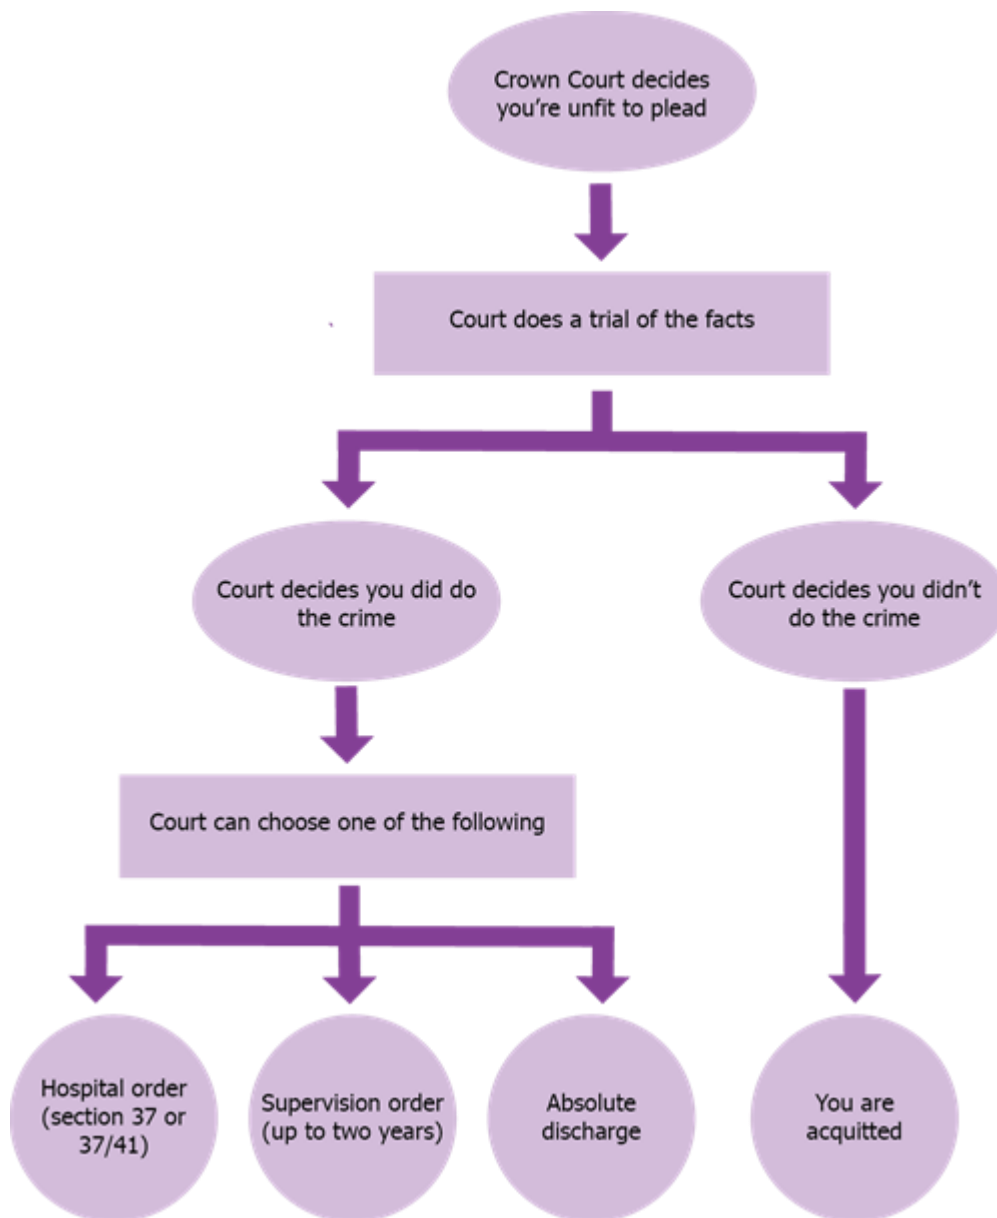 Crown Court decides
you're unfit to plead
Court does a trial of the facts
Court decides you did do
the crime
Court decides you didn't
do the crime
Court can choose one of the following
Hospital order
(section 37 or
37/41)
Supervision order
(up to two years)
Absolute
discharge
You are
acquitted